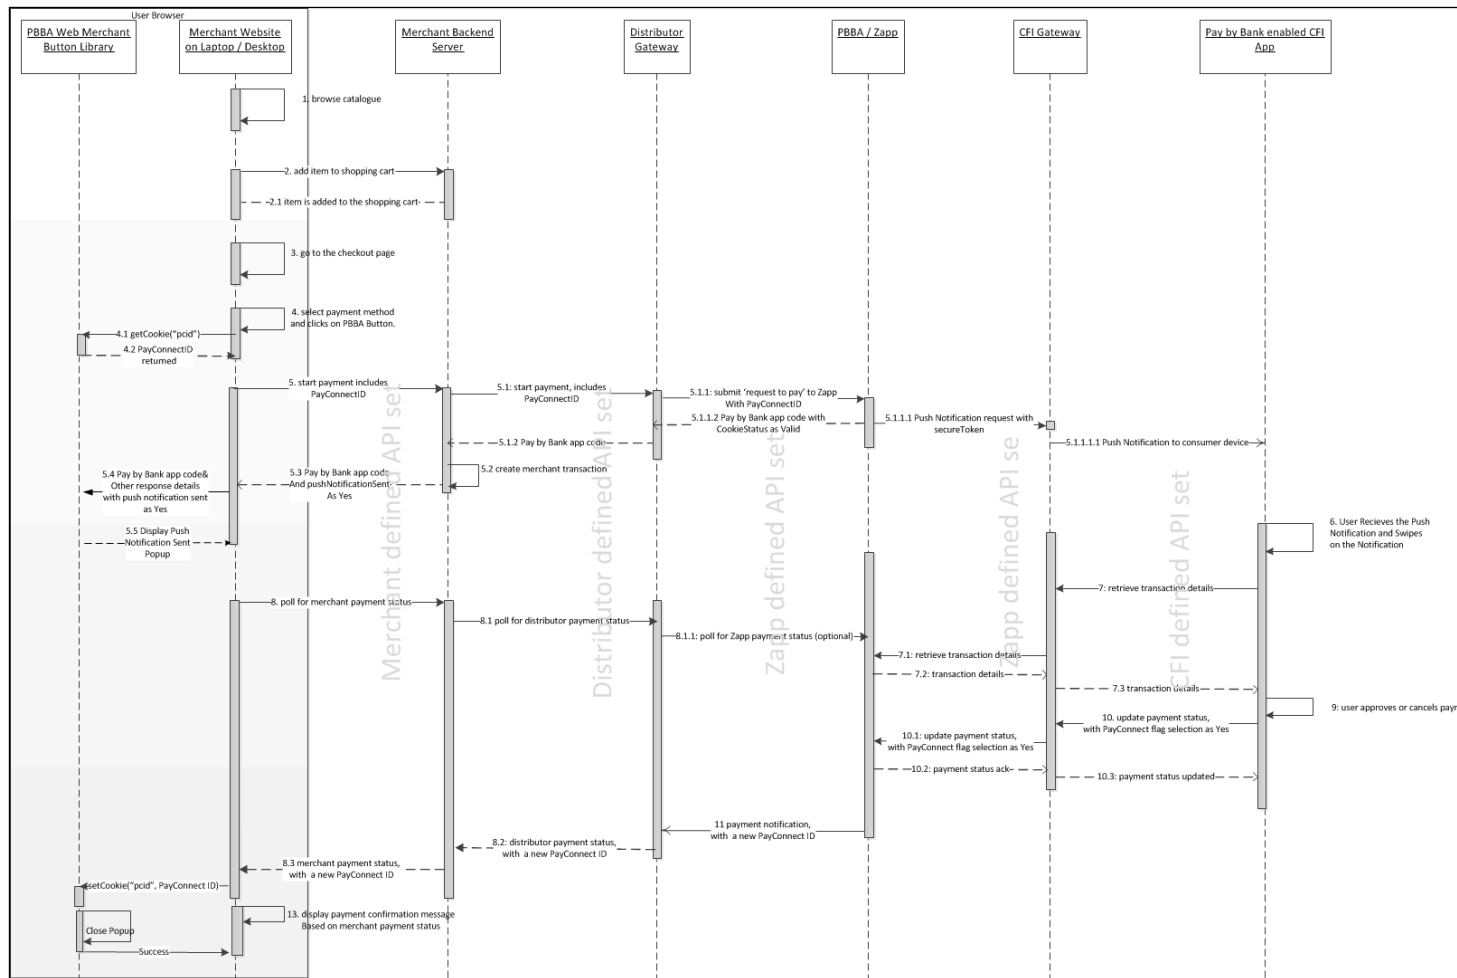 User Browser
PBBA Web Merchant
Button Library
Merchant Website
on Laptop / Desktop
Merchant Backend
Server
Distributor
Gateway
PBBA / Zapp
CFI Gateway
Pay by Bank enabled CFI
App
1. browse catalogue
2. add item to shopping cart
2.1 item is added to the shopping cart
3. go to the checkout page
4. select payment method
and clicks on PBBA Button.
4.1 getCookie("pcid")
4.2 PayConnectID
returned
5. start payment includes
PayConnectID
5.1: start payment, includes
PayConnectID
5.1.1: submit 'request to pay' to Zapp
With PayConnectID
5.1.1.2 Pay by Bank app code with
CookieStatus as Valid
5.1.1.1 Push Notification request with
secureToken
5.1.2 Pay by Bank app code
5.1.1.1.1 Push Notification to consumer device
5.2 create merchant transaction
5.3 Pay by Bank app code
And pushNotificationSent
As Yes
5.4 Pay by Bank app code&
Other response details
with push notification sent
as Yes
5.5 Display Push
Notification Sent
Popup
6. User Recieves the Push
Notification and Swipes
on the Notification
7: retrieve transaction details
8. poll for merchant payment status
8.1 poll for distributor payment status
8.1.1: poll for Zapp payment status (optional)
7.1: retrieve transaction details
7.2: transaction details
7.3 transaction details
9: user approves or cancels payn
10. update payment status,
with PayConnect flag selection as Yes
10.1: update payment status,
with PayConnect flag selection as Yes
10.2: payment status ack
10.3: payment status updated
11 payment notification,
with a new PayConnect ID
8.2: distributor payment status,
with a new PayConnect ID
8.3 merchant payment status,
with a new PayConnect ID
setCookie("pcid", PayConnect ID)
13. display payment confirmation message
Based on merchant payment status
Close Popup
Success
Merchant defined API set
Distributor defined API set
Zapp defined API set
Zapp defined API se
CFI defined API set